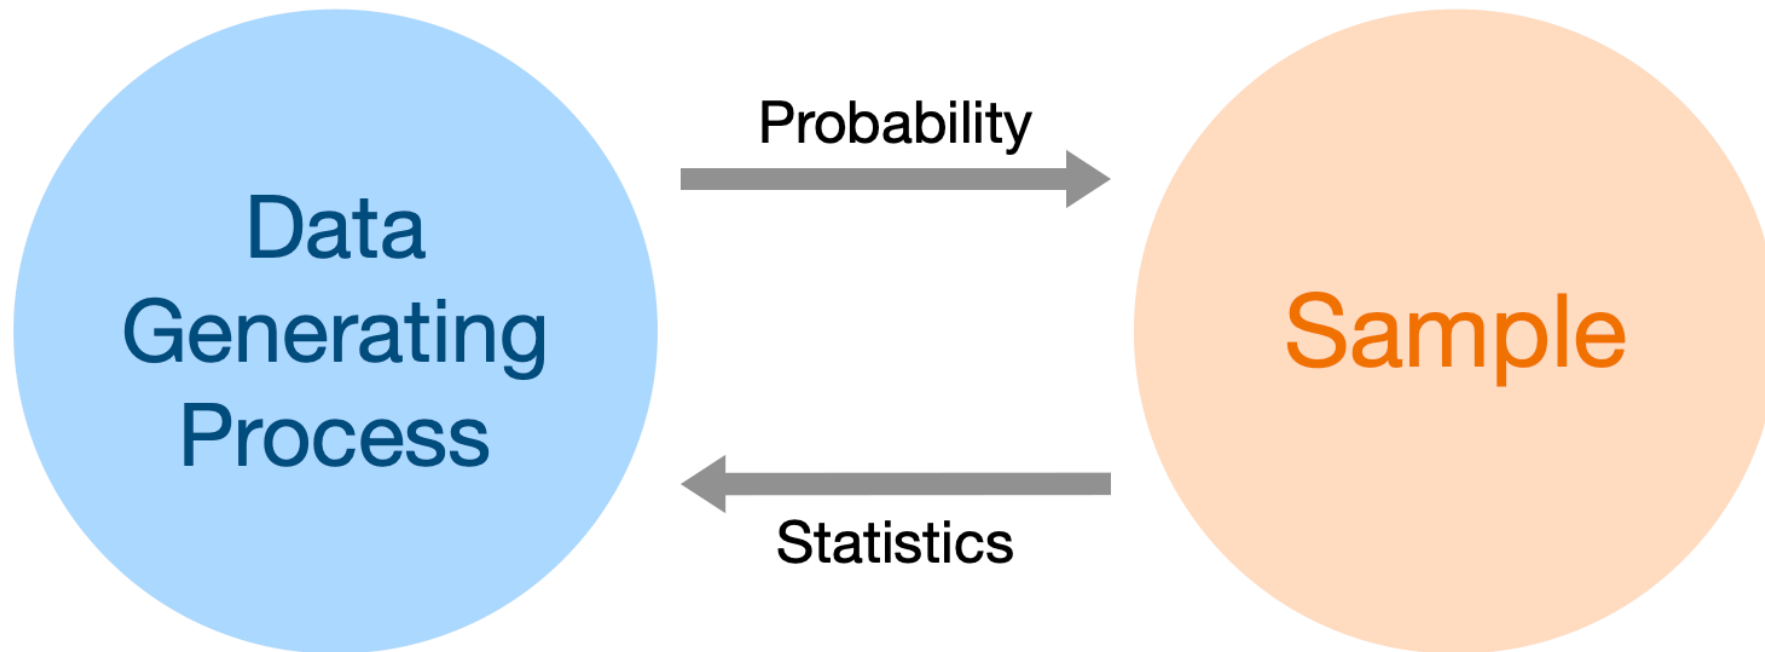 Data
Generating
Process
Probability
Statistics
Sample